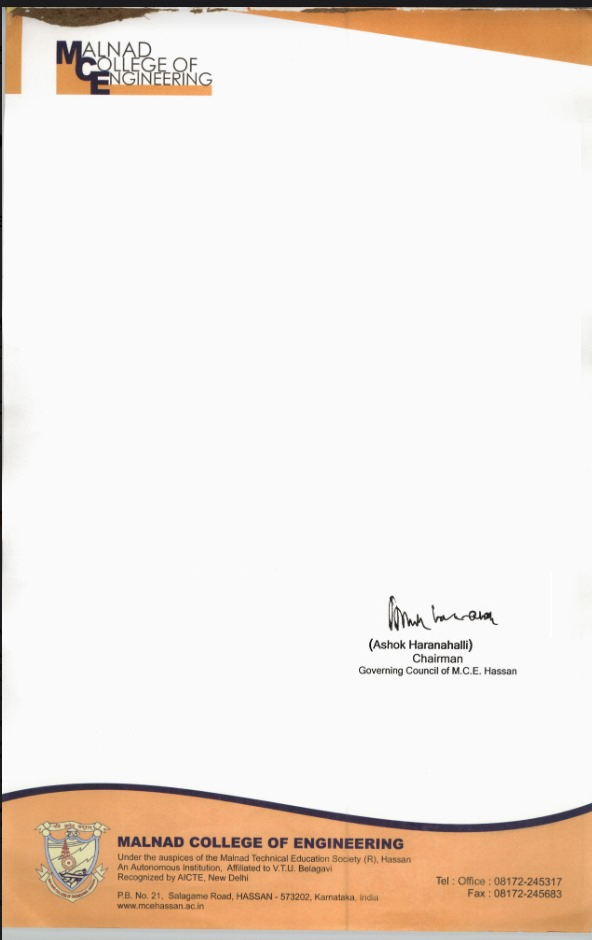 MALNAD
COLLEGE OF
ENGINEERING
(Ashok Haranahalli)
Chairman
Governing Council of M.C.E. Hassan
MALNAD COLLEGE OF ENGINEERING
Under the auspices of the Malnad Technical Education Society (R), Hassan
An Autonomous Institution, Affiliated to V.T.U. Belagavi
Recognized by AICTE, New Delhi
P.B. No. 21, Salagame Road, HASSAN - 573202, Karnataka, India
www.mcehassan.ac.in
Tel : Office : 08172-245317
Fax : 08172-245683